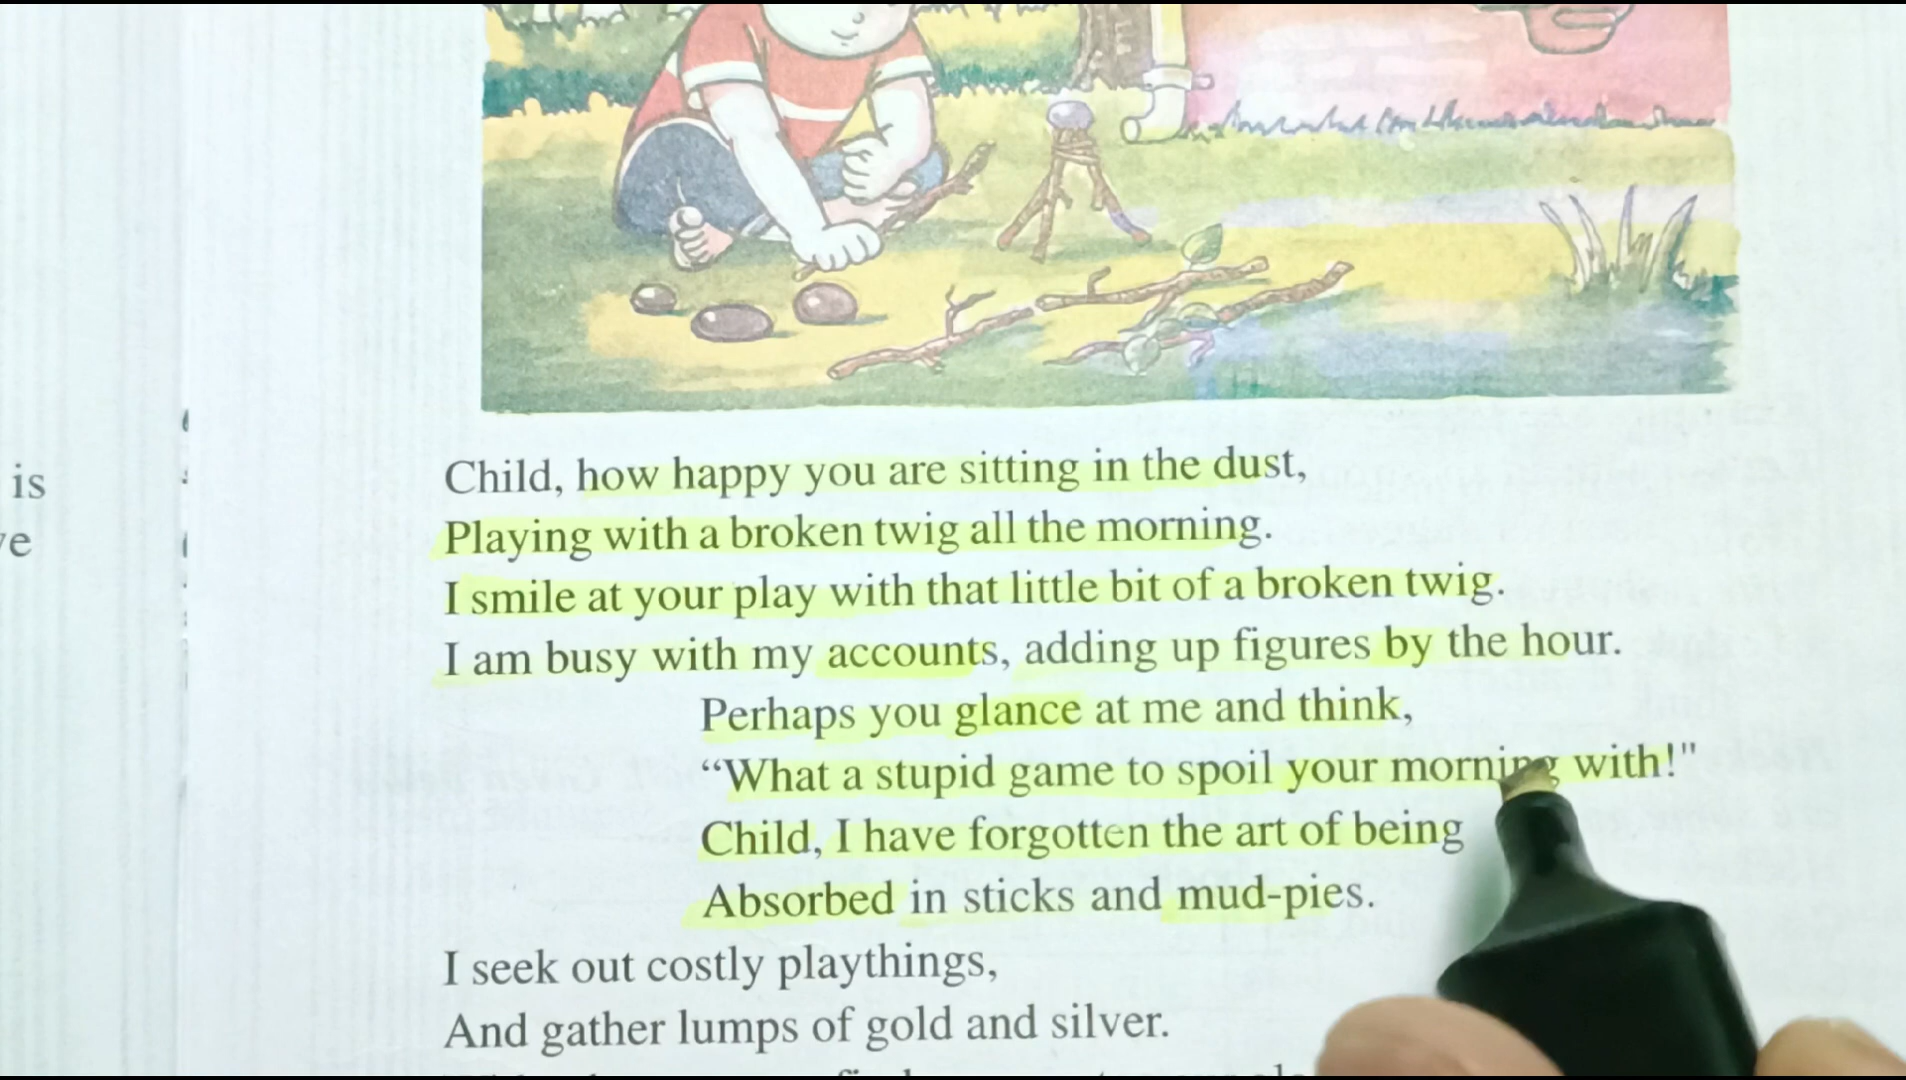 is
Child, how happy you are sitting in the dust,
Playing with a broken twig all the morning.
I smile at your play with that little bit of a broken twig.
I am busy with my accounts, adding up figures by the hour.
Perhaps you glance at me and think,
“What a stupid game to spoil your morning with!"
Child, I have forgotten the art of being
Absorbed in sticks and mud-pies.
I seek out costly playthings,
And gather lumps of gold and silver.